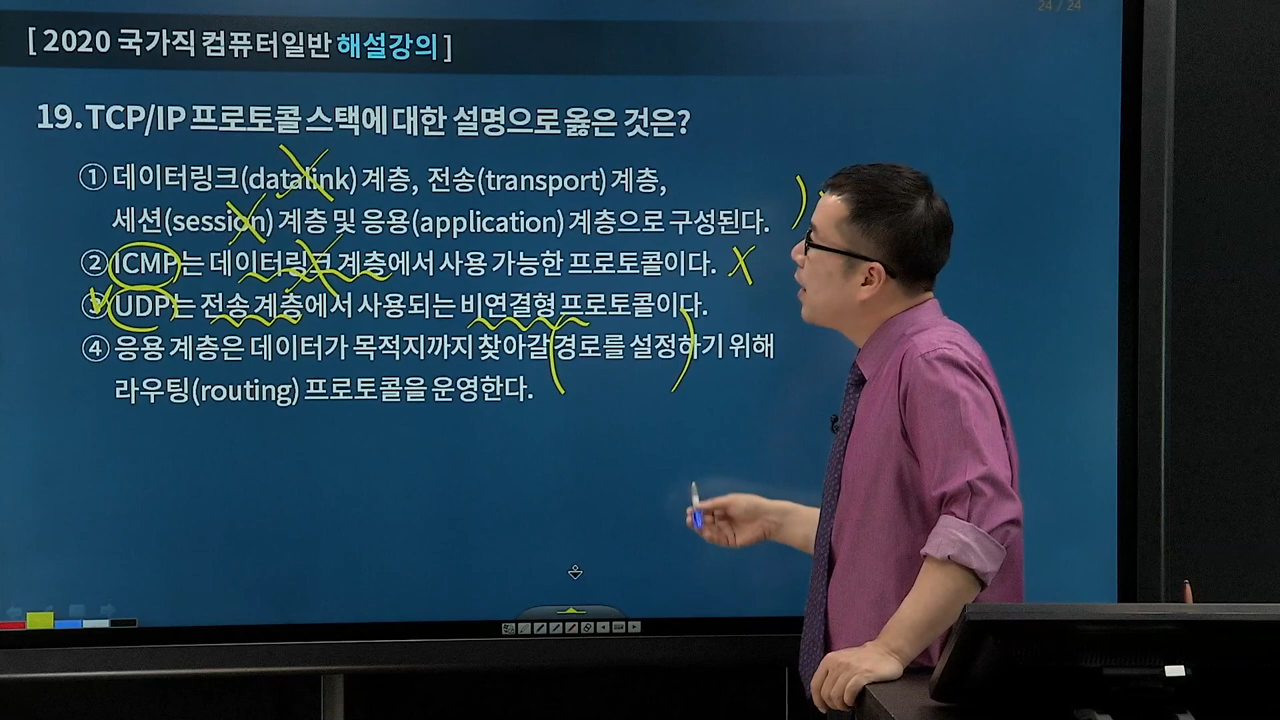 24 / 24
[ 2020 국가직 컴퓨터일반 해설강의 ]
19. TCP/IP 프로토콜 스택에 대한 설명으로 옳은 것은?
① 데이터링크(datalink) 계층, 전송(transport) 계층,
세션(session) 계층 및 응용(application) 계층으로 구성된다.
② ICMP는 데이터링크 계층에서 사용 가능한 프로토콜이다.
③ UDP는 전송 계층에서 사용되는 비연결형 프로토콜이다.
④ 응용 계층은 데이터가 목적지까지 찾아갈 경로를 설정하기 위해
라우팅(routing) 프로토콜을 운영한다.